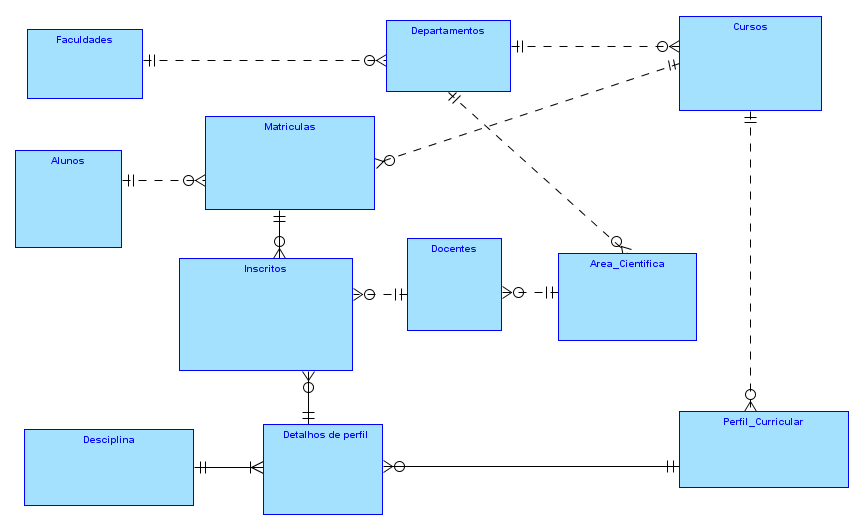 Faculdades
Departamentos
Cursos
Matriculas
Alunos
Docentes
Area_Cientifica
Inscritos
Perfil_Curricular
Desciplina
Detalhos de perfil